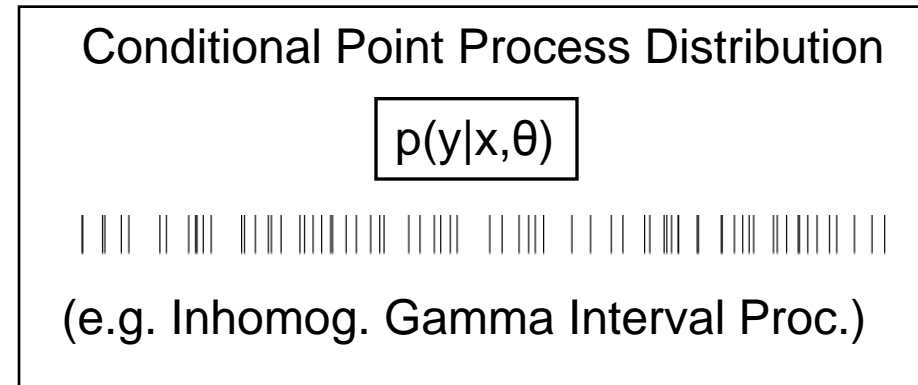 Conditional Point Process Distribution
p(y|x,θ)
(e.g. Inhomog. Gamma Interval Proc.)